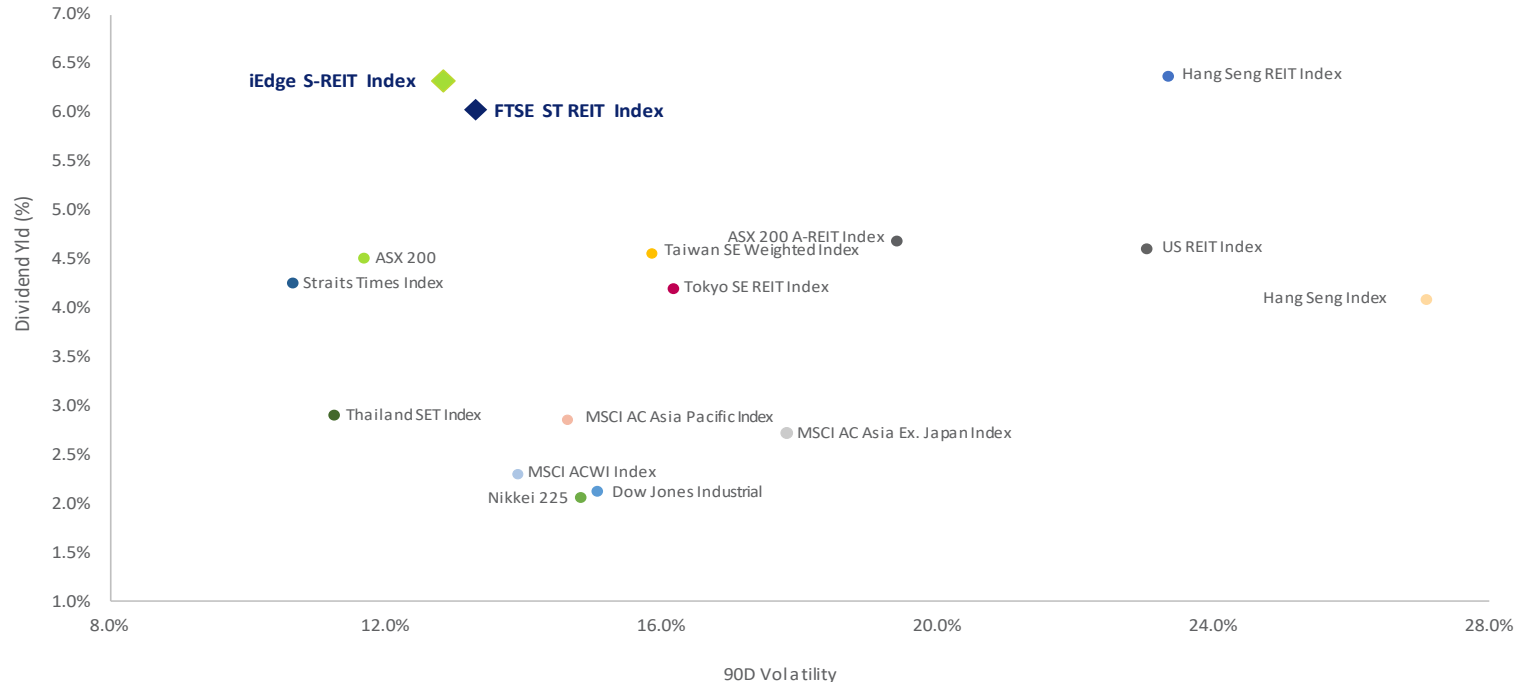 7.0%
6.5%
Hang Seng REIT Index
iEdge S-REIT Index
6.0%
FTSE ST REIT Index
5.5%
5.0%
ASX 200 A-REIT Index
Taiwan SE Weighted Index
US REIT Index
4.5%
ASX 200
Straits Times Index
Tokyo SE REIT Index
Hang Seng Index
4.0%
3.5%
3.0%
Thailand SET Index
MSCI AC Asia Pacific Index
MSCI AC Asia Ex. Japan Index
2.5%
MSCI ACWI Index
Nikkei 225
Dow Jones Industrial
2.0%
1.5%
1.0%
Dividend Yld (%)
8.0%
12.0%
16.0%
20.0%
24.0%
28.0%
90D Volatility